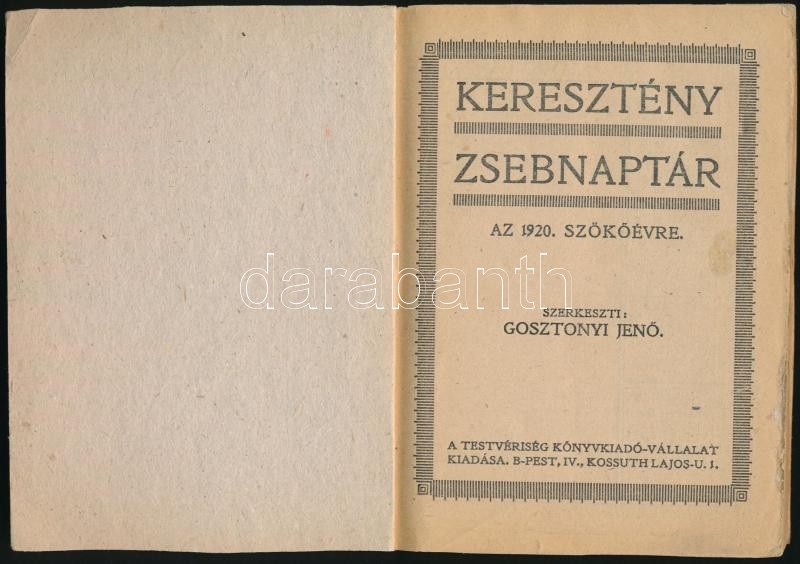 KERESZTÉNY
ZSEBNAPTÁR
AZ 1920. SZÖKŐÉVRE.
darabanth
SZERKESZTI:
GOSZTONYI JENŐ.
A TESTVÉRISÉG KÖNYVKIADÓ-VÁLLALAT
KIADÁSA. B-PEST, IV., KOSSUTH LAJOS-U. 1.